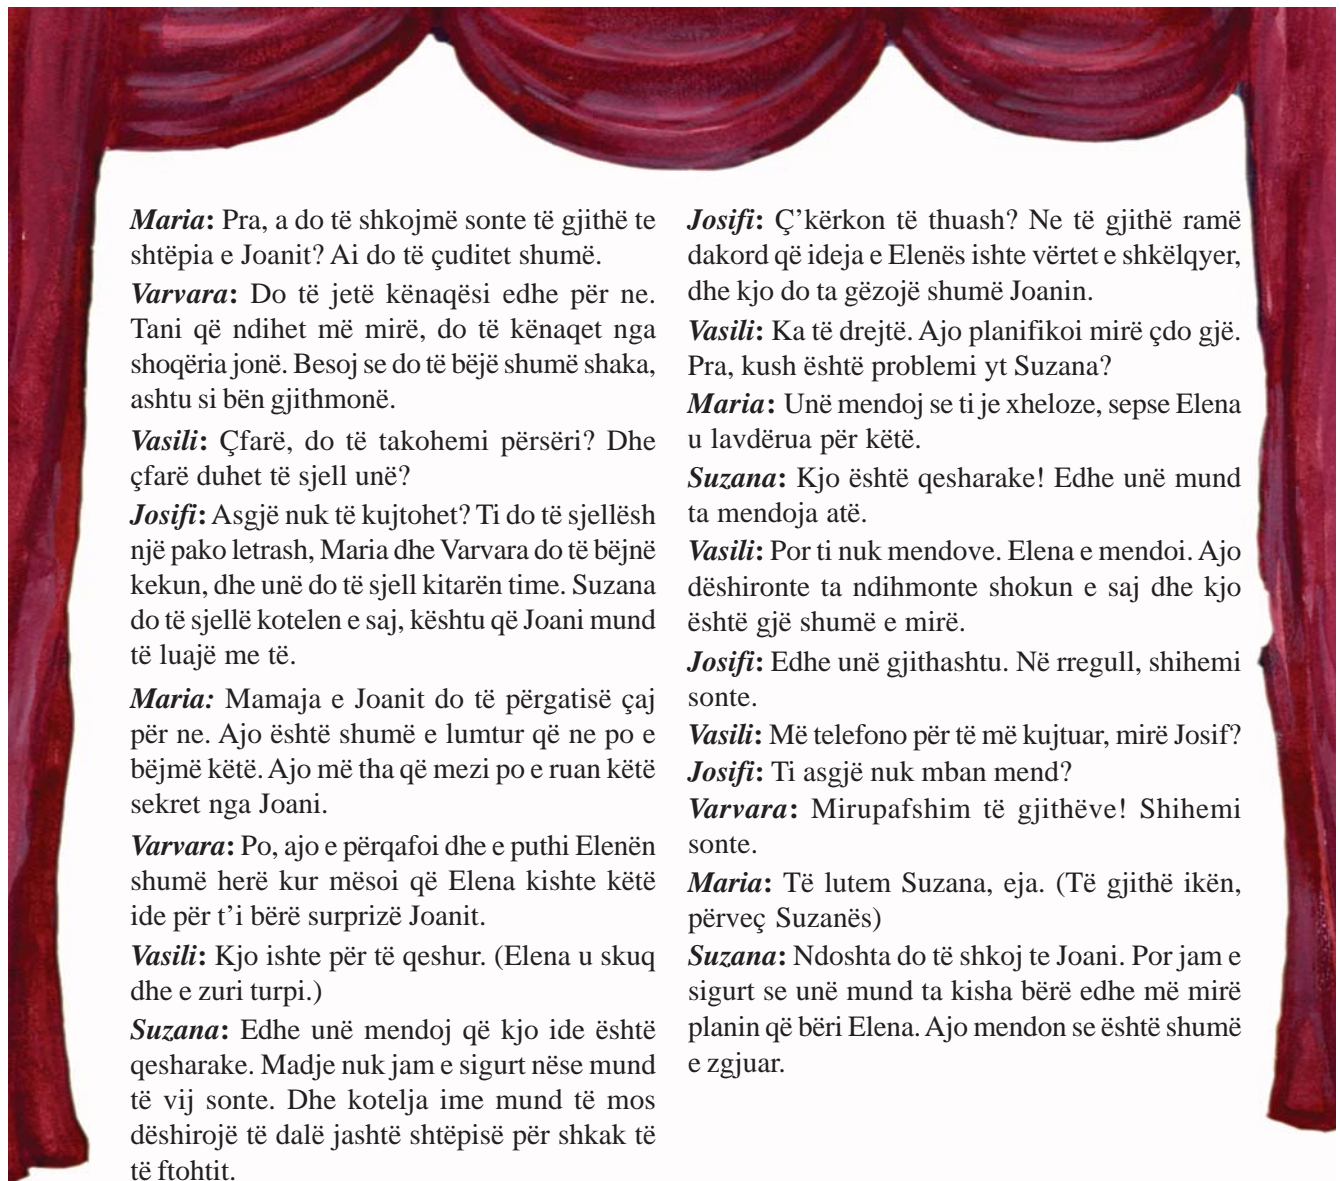 Maria: Pra, a do të shkojmë sonte të gjithë te
shtëpia e Joanit? Ai do të çuditet shumë.
Varvara: Do të jetë kënaqësi edhe për ne.
Tani që ndihet më mirë, do të kënaqet nga
shoqëria jonë. Besoj se do të bëjë shumë shaka,
ashtu si bën gjithmonë.
Vasili: Çfarë, do të takohemi përsëri? Dhe
çfarë duhet të sjell unë?
Josifi: Asgjë nuk të kujtohet? Ti do të sjellësh
një pako letrash, Maria dhe Varvara do të bëjnë
kekun, dhe unë do të sjell kitarën time. Suzana
do të sjellë kotelen e saj, kështu që Joani mund
të luajë me të.
Maria: Mamaja e Joanit do të përgatisë çaj
për ne. Ajo është shumë e lumtur që ne po e
bëjmë këtë. Ajo më tha që mezi po e ruan këtë
sekret nga Joani.
Varvara: Po, ajo e përqafoi dhe e puthi Elenën
shumë herë kur mësoi që Elena kishte këtë
ide për t'i bërë surprizë Joanit.
Vasili: Kjo ishte për të qeshur. (Elena u skuq
dhe e zuri turpi.)
Suzana: Edhe unë mendoj që kjo ide është
qesharake. Madje nuk jam e sigurt nëse mund
të vij sonte. Dhe kotelja ime mund të mos
dëshirojë të dalë jashtë shtëpisë për shkak të
të ftohtit.
Josifi: Ç'kërkon të thuash? Ne të gjithë ramë
dakord që ideja e Elenës ishte vërtet e shkëlqyer,
dhe kjo do ta gëzojë shumë Joanin.
Vasili: Ka të drejtë. Ajo planifikoi mirë çdo gjë.
Pra, kush është problemi yt Suzana?
Maria: Unë mendoj se ti je xheloze, sepse Elena
u lavdërua për këtë.
Suzana: Kjo është qesharake! Edhe unë mund
ta mendoja atë.
Vasili: Por ti nuk mendove. Elena e mendoi. Ajo
dëshironte ta ndihmonte shokun e saj dhe kjo
është gjë shumë e mirë.
Josifi: Edhe unë gjithashtu. Në rregull, shihemi
sonte.
Vasili: Më telefono për të më kujtuar, mirë Josif?
Josifi: Ti asgjë nuk mban mend?
Varvara: Mirupafshim të gjithëve! Shihemi
sonte.
Maria: Të lutem Suzana, eja. (Të gjithë ikën,
përveç Suzanës)
Suzana: Ndoshta do të shkoj te Joani. Por jam e
sigurt se unë mund ta kisha bërë edhe më mirë
planin që bëri Elena. Ajo mendon se është shumë
e zgjuar.